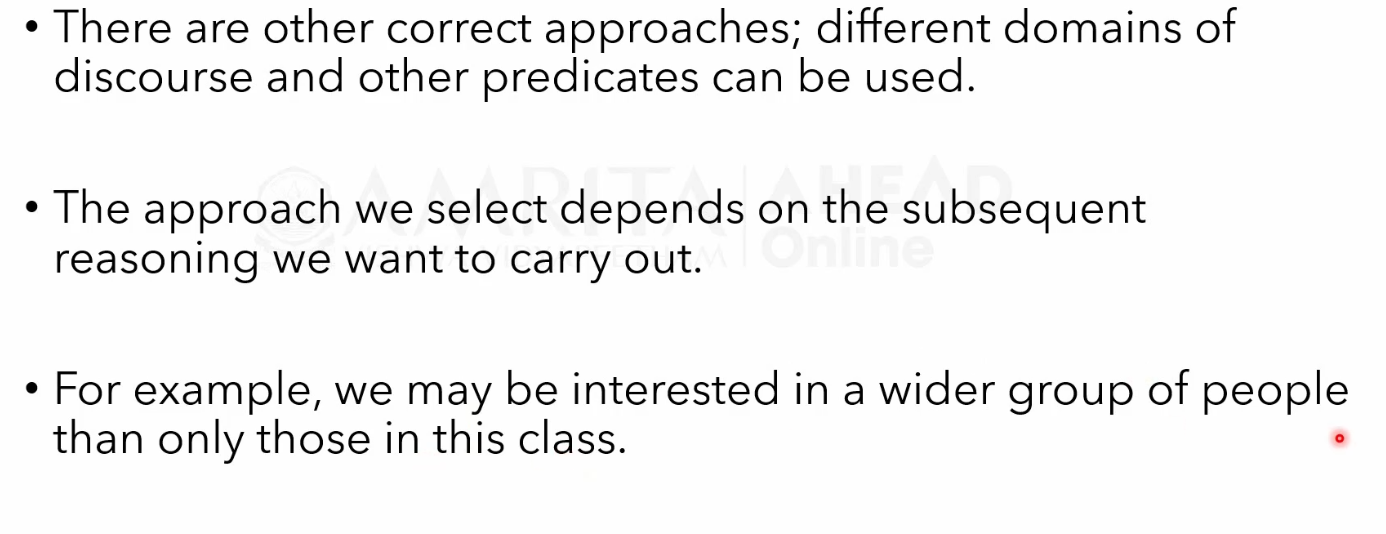 • There are other correct approaches; different domains of
discourse and other predicates can be used.
• The approach we select depends on the subsequent
reasoning we want to carry out.
• For example, we may be interested in a wider group of people
than only those in this class.
AMRITA
AHEAD
Online